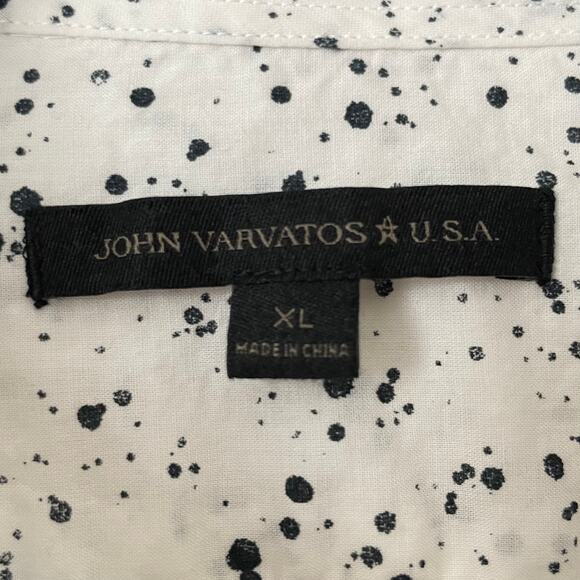 JOHN VARVATOS ☆ U.S.A.
XL
MADE IN CHINA